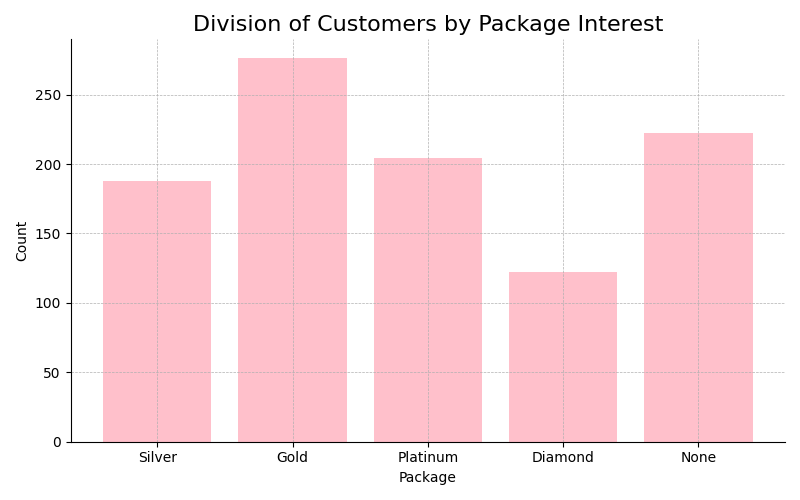 Division of Customers by Package Interest
Count
250
200
150
100
50
0
Silver Gold Platinum Diamond None
Package